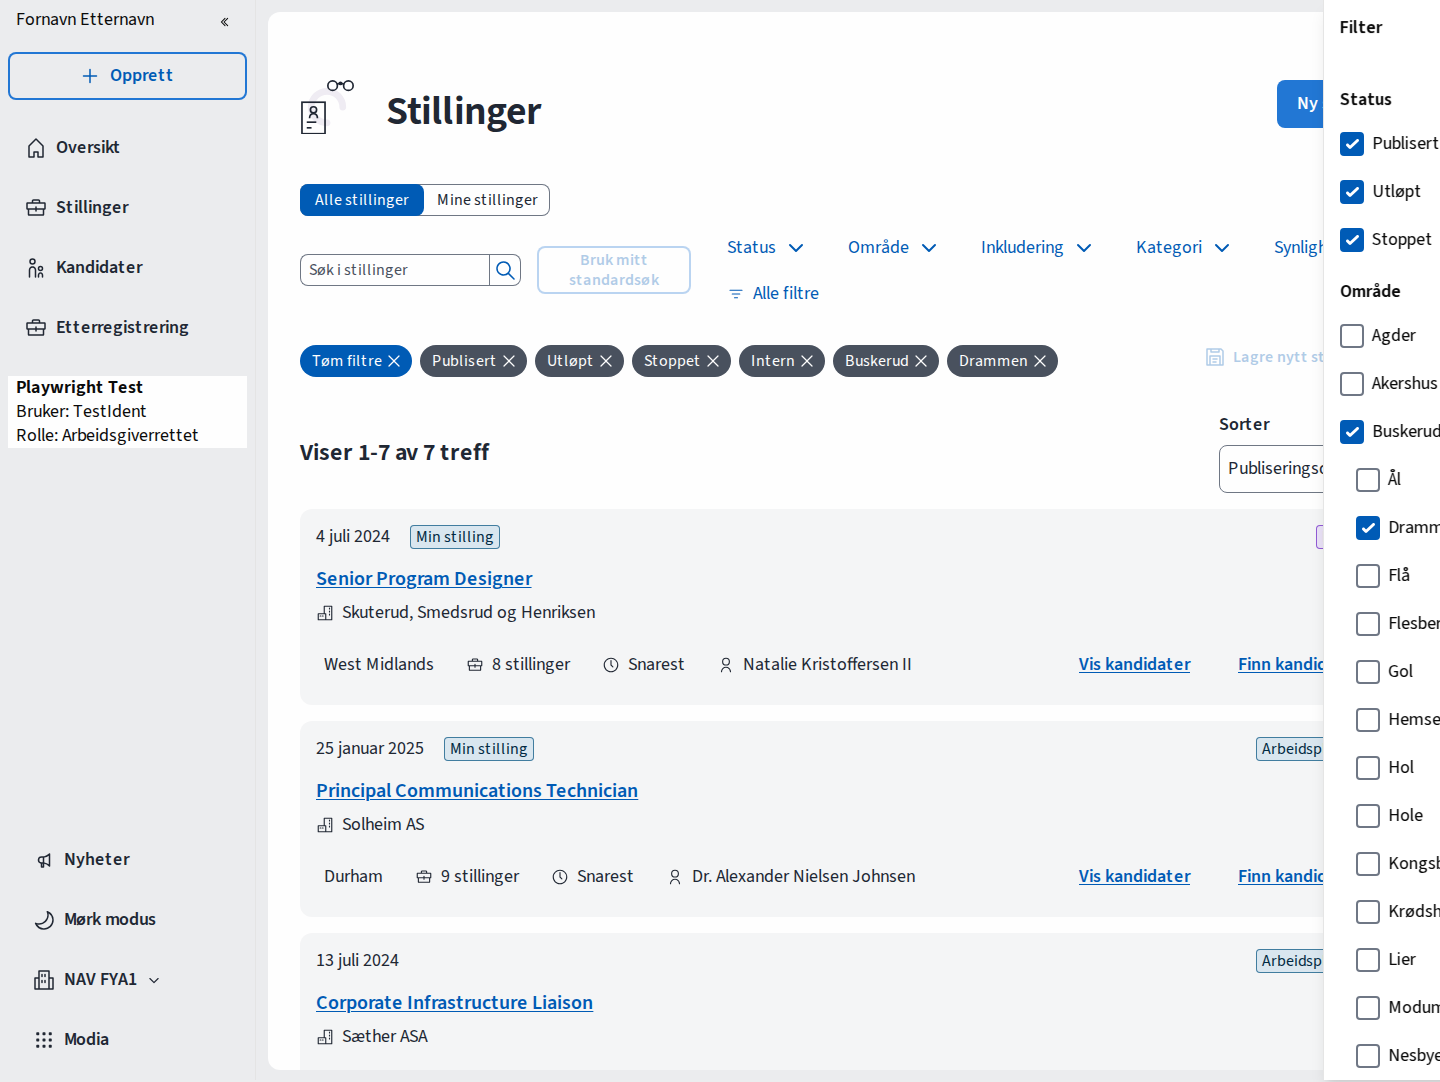 Fornavn Etternavn
Opprett
Oversikt
Stillinger
Kandidater
Etterregistrering
Playwright Test
Bruker: TestIdent
Rolle: Arbeidsgiverrettet
Nyheter
Mørk modus
NAV FYA1
Media
Stillinger
Ny
Alle stillinger
Mine stillinger
Søk i stillinger
Bruk mitt
standardsøk
Status
Område
Inkludering
Kategori
Synligh
Alle filtre
Tøm filtre
Publisert
Utløpt
Stoppet
Intern
Buskerud
Drammen
Lagre nytt st
Viser 1-7 av 7 treff
Sorter
Publiserings
4 juli 2024
Min stilling
Senior Program Designer
Skuterud, Smedsrud og Henriksen
West Midlands
8 stillinger
Snarest
Natalie Kristoffersen II
Vis kandidater
Finn kandid
25 januar 2025
Min stilling
Arbeidsp
Principal Communications Technician
Solheim AS
Durham
9 stillinger
Snarest
Dr. Alexander Nielsen Johnsen
Vis kandidater
Finn kandid
13 juli 2024
Arbeidsp
Corporate Infrastructure Liaison
Sæther ASA
Filter
Status
Publisert
Utløpt
Stoppet
Område
Agder
Akershus
Buskerud
Ål
Dramm
Flå
Flesber
Gol
Hemse
Hol
Hole
Kongsb
Krødsh
Lier
Modum
Nesbye